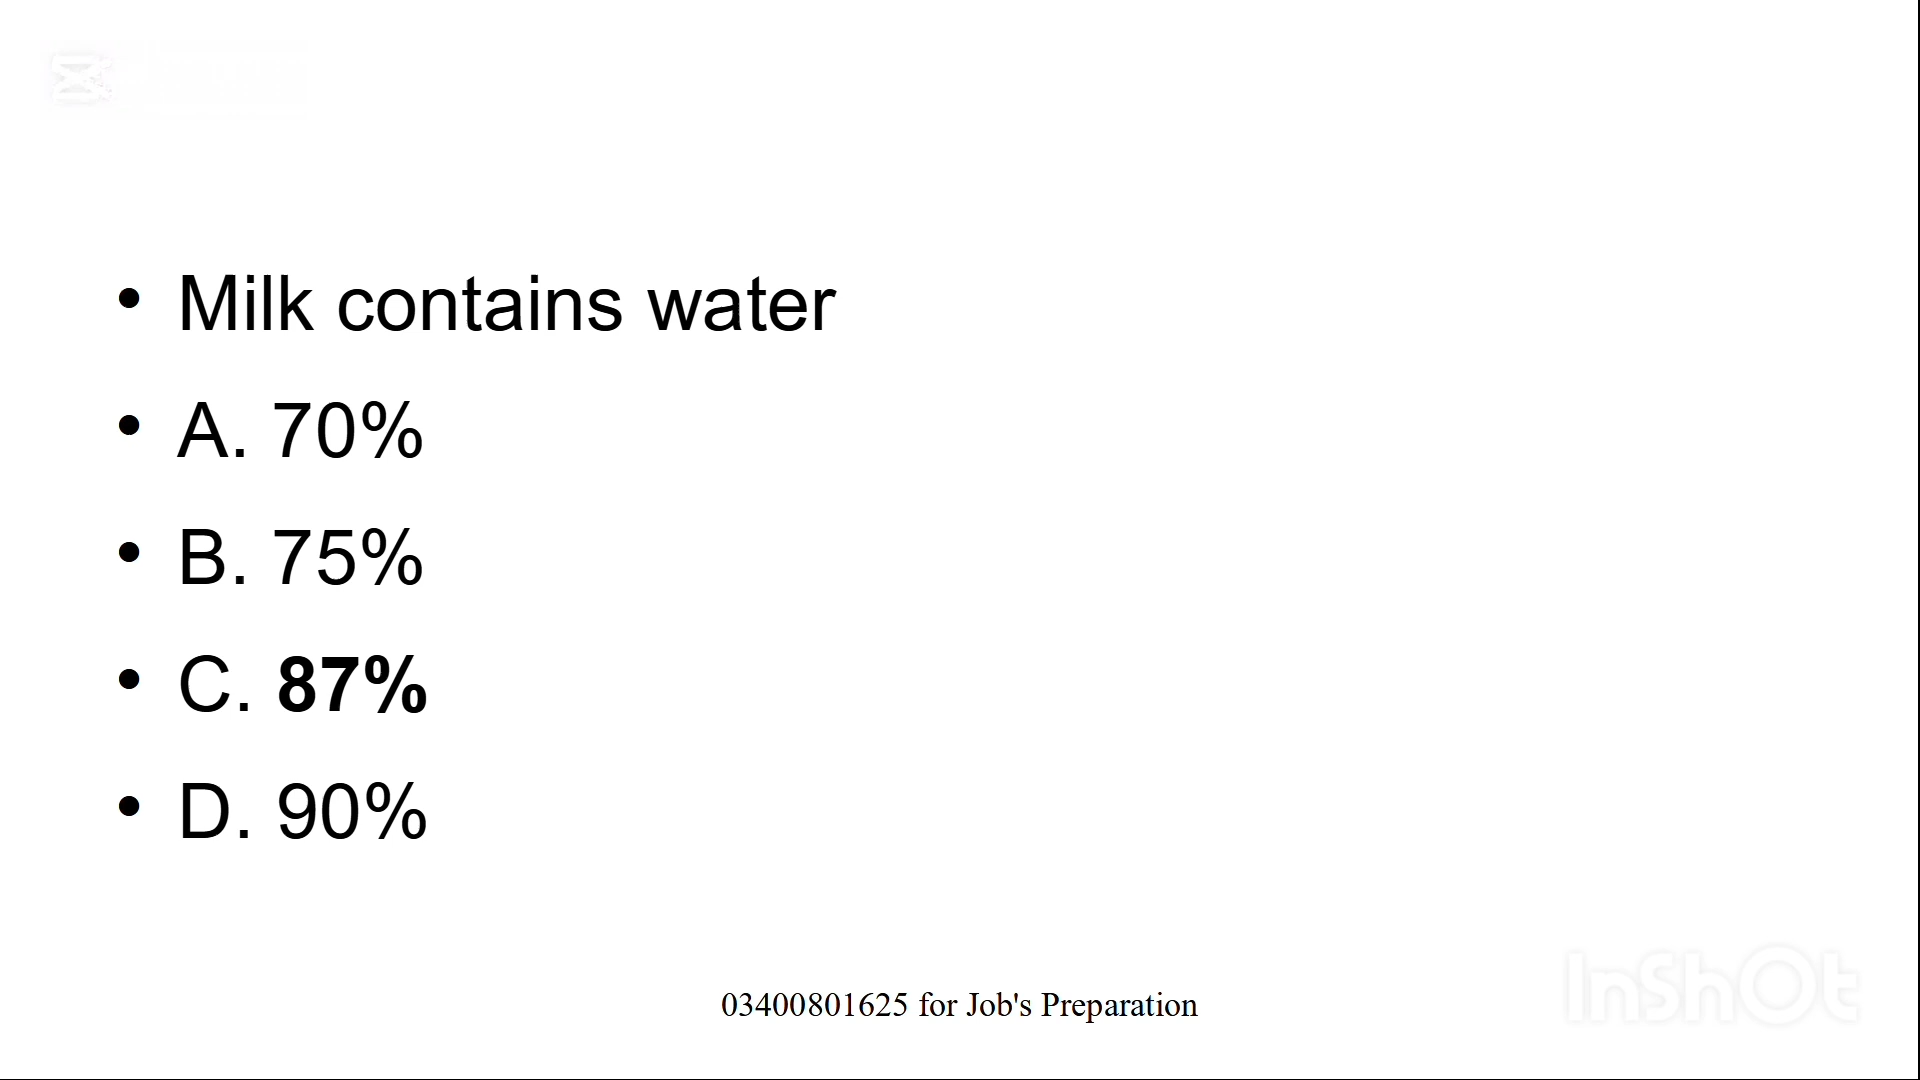 • Milk contains water
• A. 70%
• B. 75%
• C. 87%
• D. 90%
03400801625 for Job's Preparation
InShOt